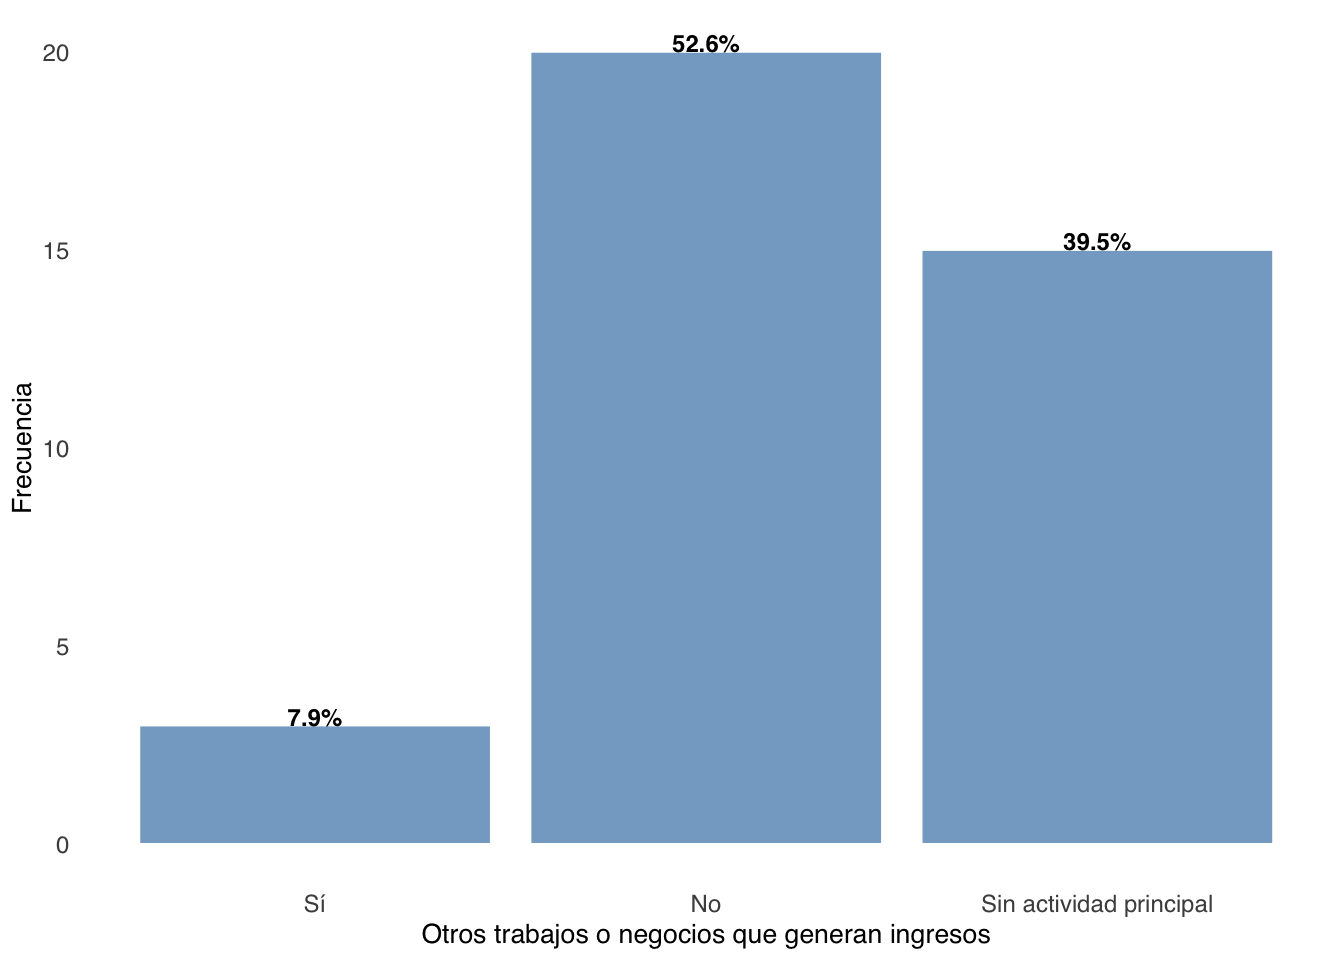 52.6%
20
39.5%
15
10
5
7.9%
0
Frecuencia
Sí
No
Sin actividad principal
Otros trabajos o negocios que generan ingresos